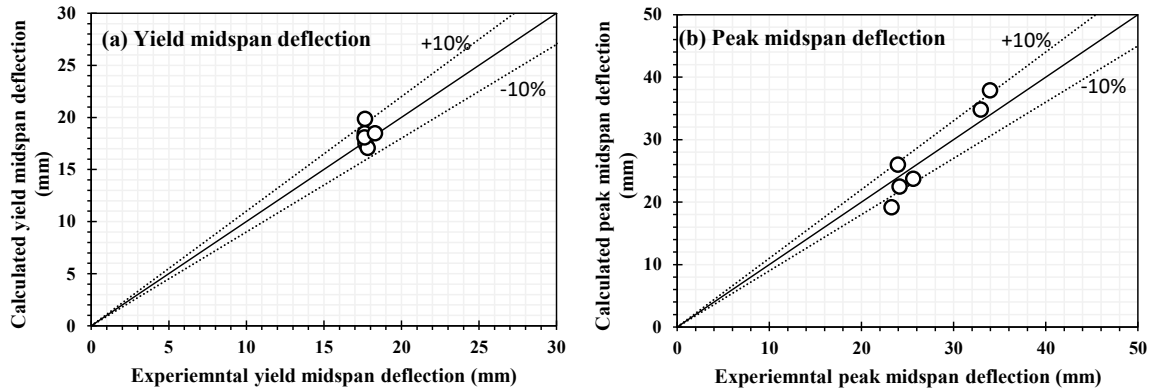 (a) Yield midspan deflection
+10%
-10%
30
25
20
15
10
5
0
0 5 10 15 20 25 30
Calculated yield midspan deflection
(mm)
Experiemntal yield midspan deflection (mm)
(b) Peak midspan deflection
+10%
-10%
50
40
30
20
10
0
0 10 20 30 40 50
Calculated peak midspan deflection
(mm)
Experiemntal peak midspan deflection (mm)